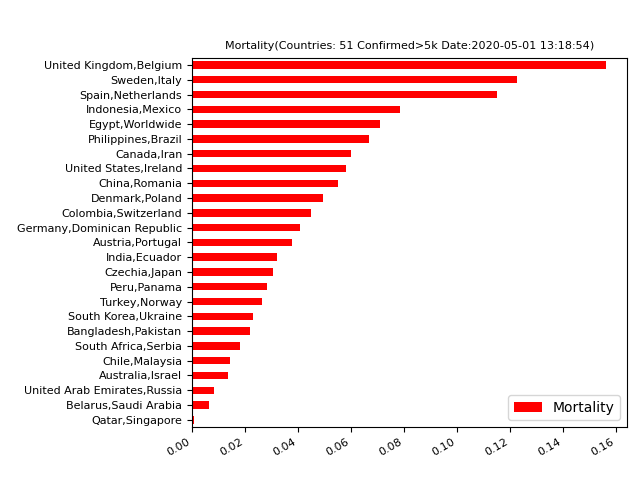 Mortality(Countries: 51 Confirmed>5k Date:2020-05-01 13:18:54)
United Kingdom,Belgium
Sweden,Italy
Spain,Netherlands
Indonesia,Mexico
Egypt,Worldwide
Philippines,Brazil
Canada,Iran
United States,Ireland
China,Romania
Denmark,Poland
Colombia,Switzerland
Germany,Dominican Republic
Austria,Portugal
India,Ecuador
Czechia,Japan
Peru,Panama
Turkey,Norway
South Korea,Ukraine
Bangladesh,Pakistan
South Africa,Serbia
Chile,Malaysia
Australia,Israel
United Arab Emirates,Russia
Belarus,Saudi Arabia
Qatar,Singapore
Mortality
0.00 0.02 0.04 0.06 0.08 0.10 0.12 0.14 0.16